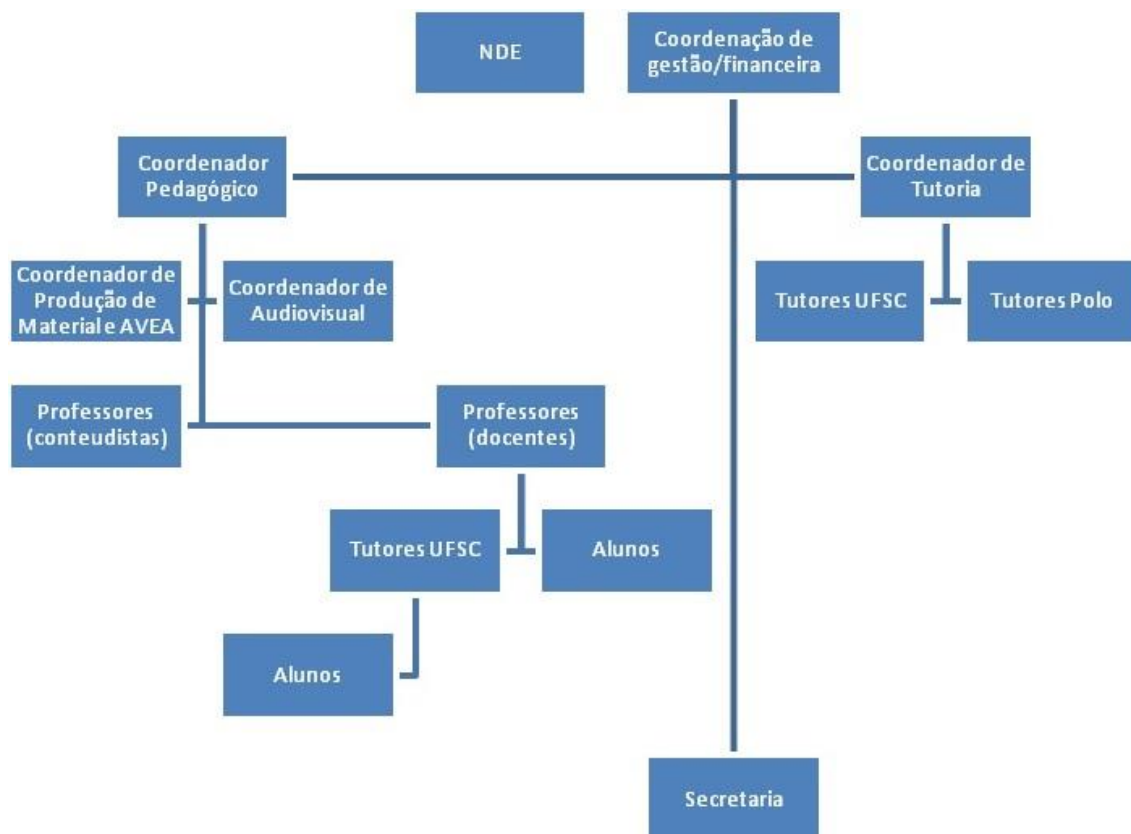 NDE
Coordenação de
gestão/financeira
Coordenador
Pedagógico
Coordenador de
Tutoria
Coordenador de
Produção de
Material e AVEA
Coordenador de
Audiovisual
Tutores UFSC
Tutores Polo
Professores
(conteudistas)
Professores
(docentes)
Tutores UFSC
Alunos
Alunos
Secretaria